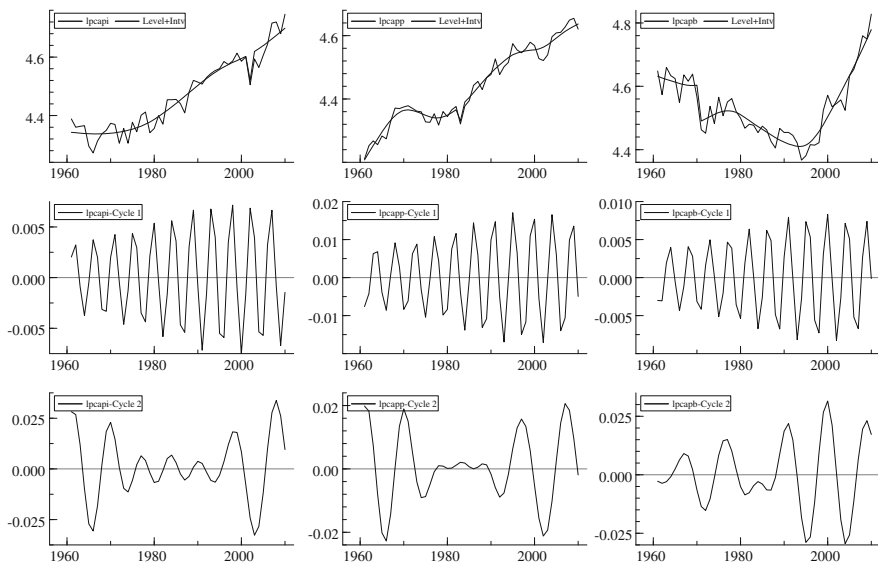 lpcapi Level+Intv
lpcapp Level+Intv
lpcapb Level+Intv
4.6
4.4
1960 1980 2000
4.6
4.4
1960 1980 2000
4.8
4.6
4.4
1960 1980 2000
lpcapi-Cycle 1
lpcapp-Cycle 1
lpcapb-Cycle 1
0.005
0.000
-0.005
1960 1980 2000
0.02
0.01
0.00
-0.01
1960 1980 2000
0.010
0.005
0.000
-0.005
-0.010
1960 1980 2000
lpcapi-Cycle 2
lpcapp-Cycle 2
lpcapb-Cycle 2
0.025
0.000
-0.025
1960 1980 2000
0.02
0.00
-0.02
1960 1980 2000
0.025
0.000
-0.025
1960 1980 2000